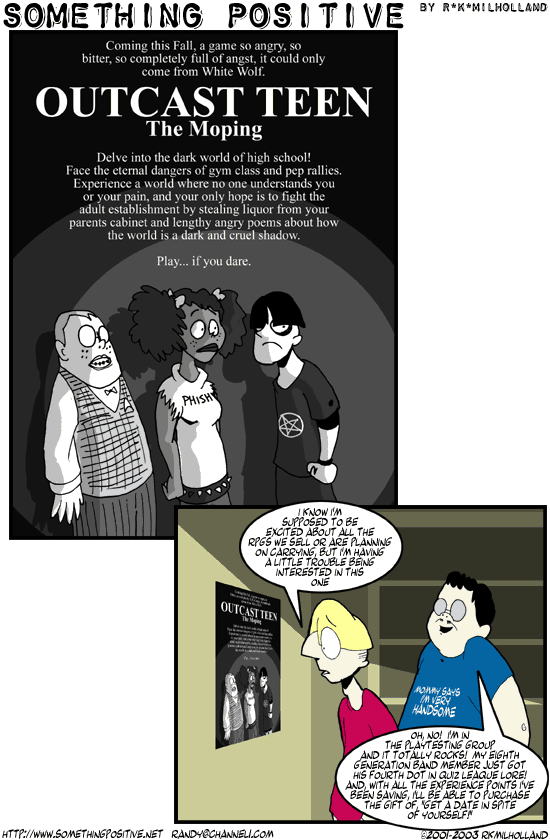 SOMETHING POSITIVE BY R*K*MILHOLLAND
Coming this Fall, a game so angry, so
bitter, so completely full of angst, it could only
come from White Wolf.
OUTCAST TEEN
The Moping
Delve into the dark world of high school!
Face the eternal dangers of gym class and pep rallies.
Experience a world where no one understands you
or your pain, and your only hope is to fight the
adult establishment by stealing liquor from your
parents cabinet and lengthy angry poems about how
the world is a dark and cruel shadow.
Play... if you dare.
PHISH
I KNOW I'M
SUPPOSED TO BE
EXCITED ABOUT ALL THE
RPGS WE SELL OR ARE PLANNING
ON CARRYING, BUT I'M HAVING
A LITTLE TROUBLE BEING
INTERESTED IN THIS
ONE
OUTCAST TEEN
The Moping
MOMMY SAYS
I'M VERY
HANDSOME
OH, NO! I'M IN
THE PLAYTESTING GROUP
AND IT TOTALLY ROCKS! MY EIGHTH
GENERATION BAND MEMBER JUST GOT
HIS FOURTH DOT IN QUIZ LEAGUE LORE!
AND, WITH ALL THE EXPERIENCE POINTS I'VE
BEEN SAVING, I'LL BE ABLE TO PURCHASE
THE GIFT OF, "GET A DATE IN SPITE
OF YOURSELF!"
HTTP://WWW.SOMETHINGPOSITIVE.NET RANDY@CHANNEL1.COM ©2001-2003 RKMILHOLLAND